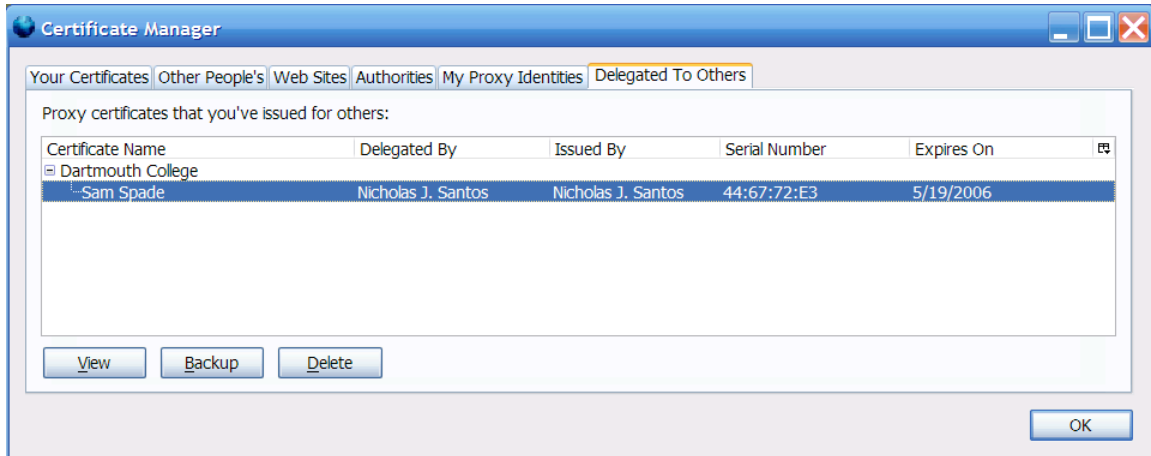 Certificate Manager
Your Certificates Other People's Web Sites Authorities My Proxy Identities Delegated To Others
Proxy certificates that you've issued for others:
Certificate Name Delegated By Issued By Serial Number Expires On
Dartmouth College
Sam Spade Nicholas J. Santos Nicholas J. Santos 44:67:72:E3 5/19/2006
View Backup Delete
OK